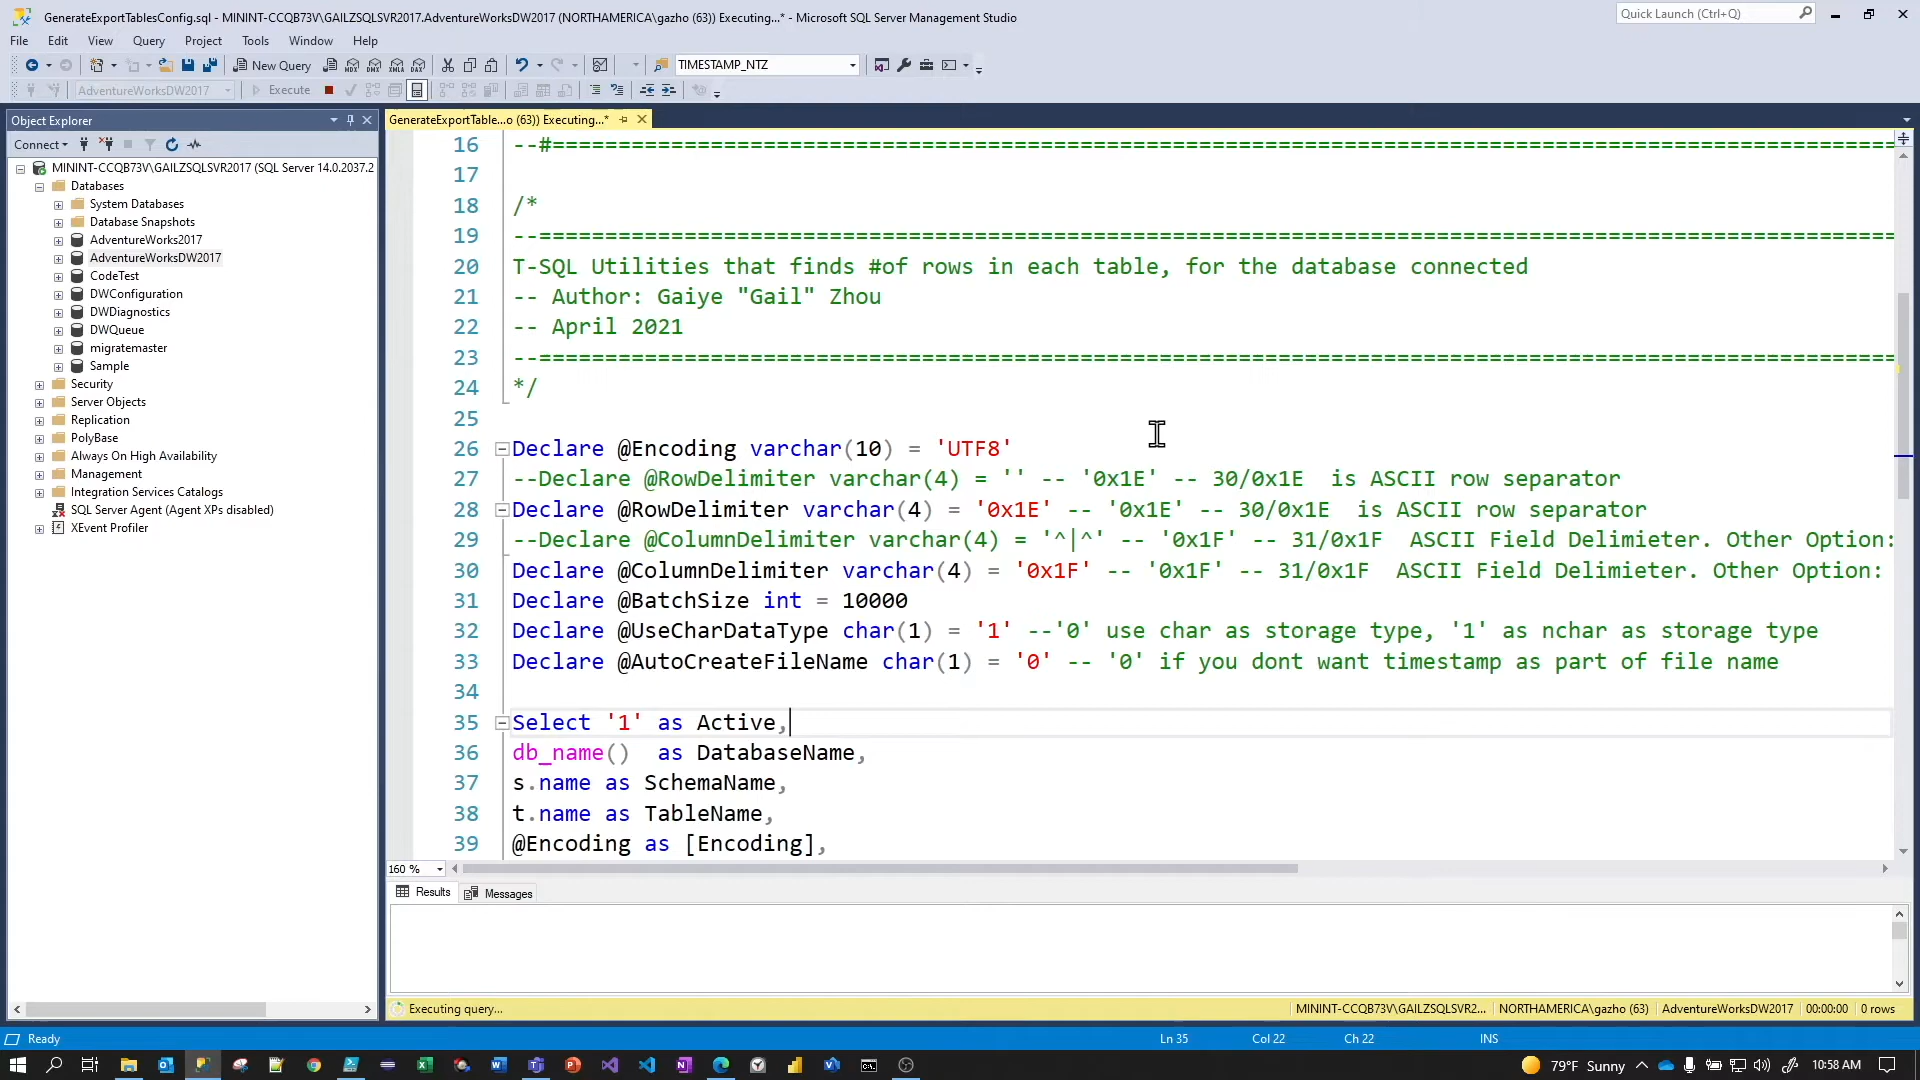 GenerateExportTablesConfig.sql - MININT-CCQB73V\GAILZSQLSVR2017.AdventureWorksDW2017 (NORTHAMERICA\gazho (63)) Executing...* - Microsoft SQL Server Management Studio
Quick Launch (Ctrl+Q)
File Edit View Query Project Tools Window Help
New Query
MDX DMX XMLA DAX
TIMESTAMP_NTZ
AdventureWorksDW2017
Execute
Object Explorer
GenerateExportTable...o (63)) Executing...*
Connect
MININT-CCQB73V\GAILZSQLSVR2017 (SQL Server 14.0.2037.2
Databases
System Databases
Database Snapshots
AdventureWorks2017
AdventureWorksDW2017
CodeTest
DWConfiguration
DWDiagnostics
DWQueue
migratemaster
Sample
Security
Server Objects
Replication
PolyBase
Always On High Availability
Management
Integration Services Catalogs
SQL Server Agent (Agent XPs disabled)
XEvent Profiler
16 --#=======================================================================================================
17
18 /*
19 --=======================================================================================================
20 T-SQL Utilities that finds #of rows in each table, for the database connected
21 -- Author: Gaiye "Gail" Zhou
22 -- April 2021
23 --=======================================================================================================
24 */
25
26 Declare @Encoding varchar(10) = 'UTF8'
27 --Declare @RowDelimiter varchar(4) = '' -- '0x1E' -- 30/0x1E  is ASCII row separator
28 Declare @RowDelimiter varchar(4) = '0x1E' -- '0x1E' -- 30/0x1E  is ASCII row separator
29 --Declare @ColumnDelimiter varchar(4) = '^|^' -- '0x1F' -- 31/0x1F  ASCII Field Delimieter. Other Option:
30 Declare @ColumnDelimiter varchar(4) = '0x1F' -- '0x1F' -- 31/0x1F  ASCII Field Delimieter. Other Option:
31 Declare @BatchSize int = 10000
32 Declare @UseCharDataType char(1) = '1' --'0' use char as storage type, '1' as nchar as storage type
33 Declare @AutoCreateFileName char(1) = '0' -- '0' if you dont want timestamp as part of file name
34
35 Select '1' as Active,
36 db_name()  as DatabaseName,
37 s.name as SchemaName,
38 t.name as TableName,
39 @Encoding as [Encoding],
160 %
Results Messages
Executing query...
MININT-CCQB73V\GAILZSQLSVR2... NORTHAMERICA\gazho (63) AdventureWorksDW2017 00:00:00 0 rows
Ready
Ln 35 Col 22 Ch 22 INS
79°F Sunny
10:58 AM